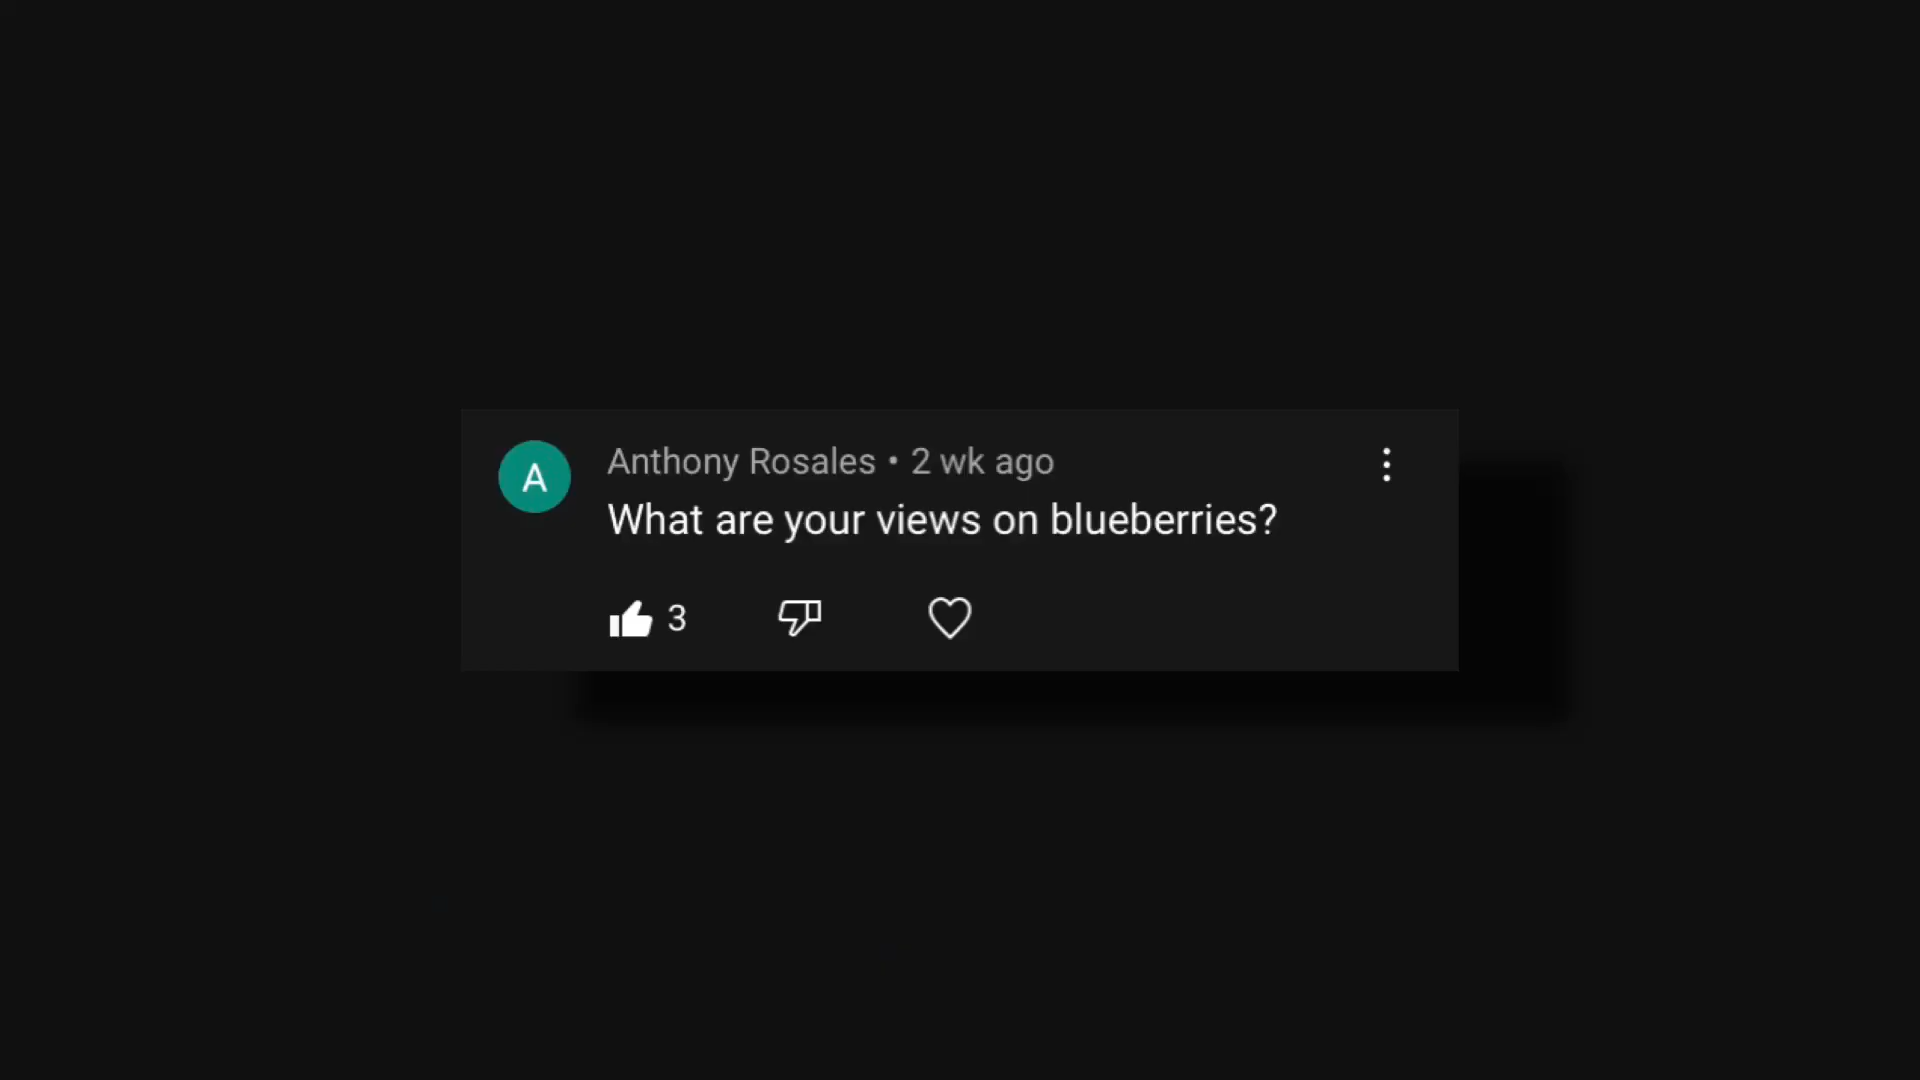 A
Anthony Rosales • 2 wk ago
What are your views on blueberries?
3